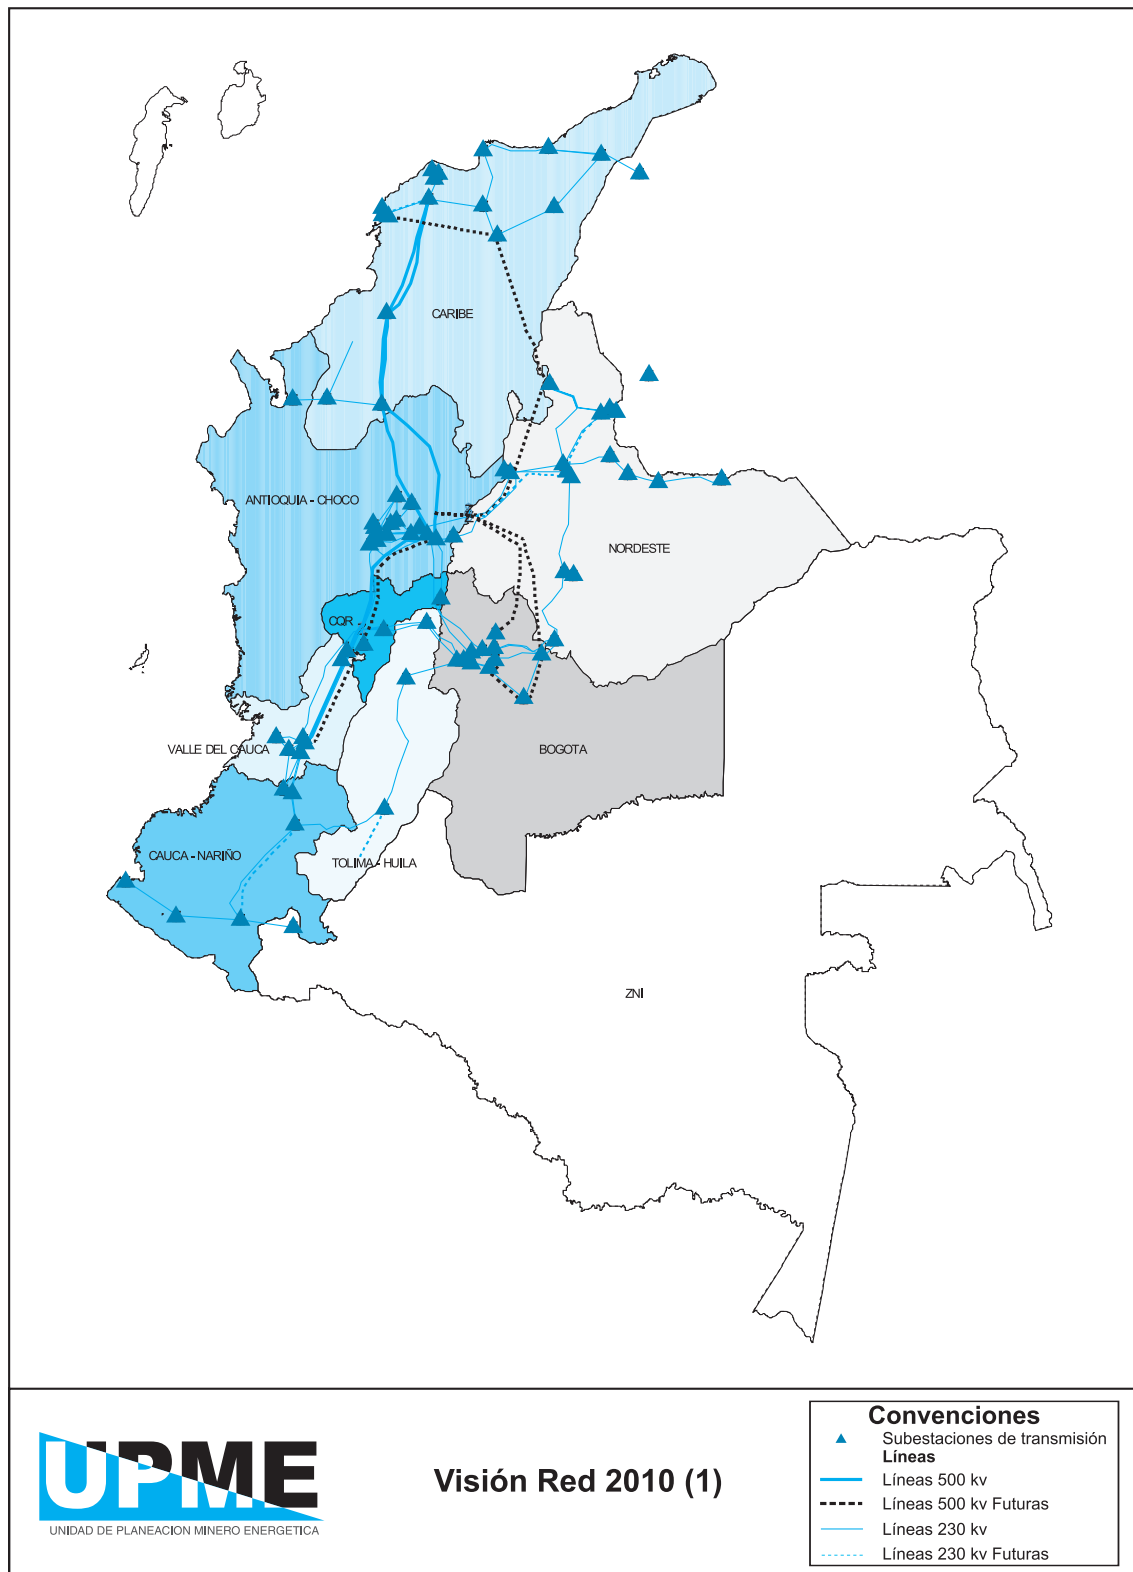 CARIBE
ANTIOQUIA - CHOCO
NORDESTE
CQR
VALLE DEL CAUCA
BOGOTA
CAUCA - NARIÑO
TOLIMA - HUILA
ZNI
UPME
UNIDAD DE PLANEACION MINERO ENERGETICA
Visión Red 2010 (1)
Convenciones
Subestaciones de transmisión
Líneas
Líneas 500 kv
Líneas 500 kv Futuras
Líneas 230 kv
Líneas 230 kv Futuras